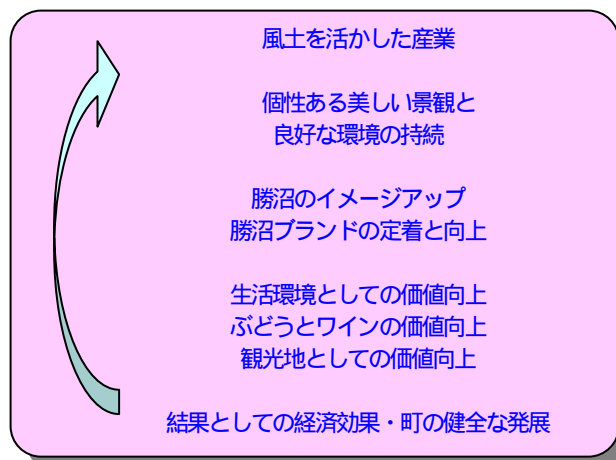 風土を活かした産業
個性ある美しい景観と
良好な環境の持続
勝沼のイメージアップ
勝沼ブランドの定着と向上
生活環境としての価値向上
ぶどうとワインの価値向上
観光地としての価値向上
結果としての経済効果・町の健全な発展